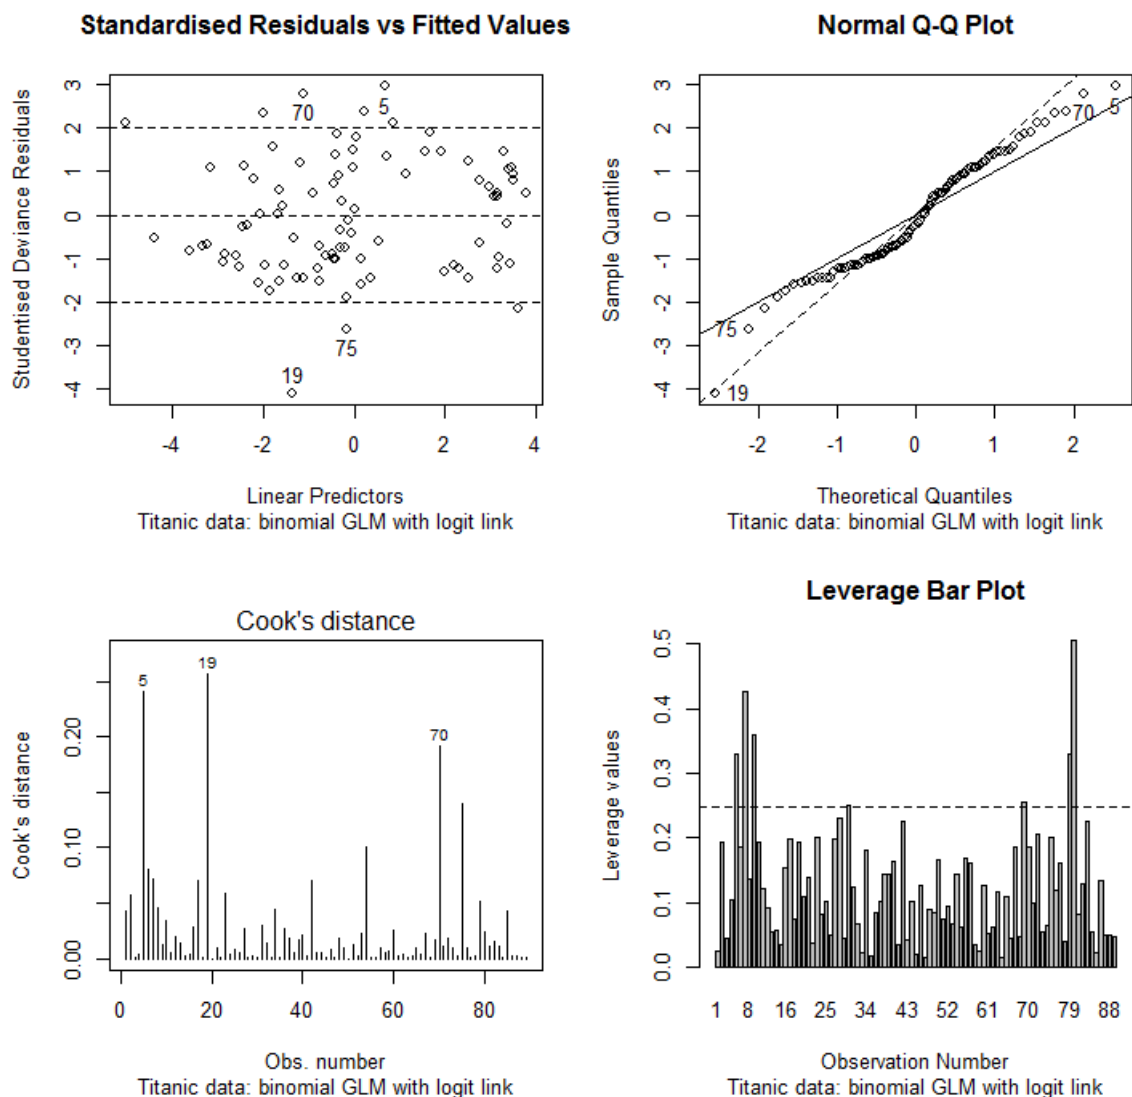 Standardised Residuals vs Fitted Values
Studentised Deviance Residuals
3
2
1
0
-1
-2
-3
-4
70
5
75
19
-4 -2 0 2 4
Linear Predictors
Titanic data: binomial GLM with logit link
Normal Q-Q Plot
Sample Quantiles
3
2
1
0
-1
-2
-3
-4
70
5
75
19
-2 -1 0 1 2
Theoretical Quantiles
Titanic data: binomial GLM with logit link
Cook's distance
Cook's distance
0.20
0.10
0.00
5
19
70
0 20 40 60 80
Obs. number
Titanic data: binomial GLM with logit link
Leverage Bar Plot
Leverage values
0.5
0.4
0.3
0.2
0.1
0.0
1 8 16 25 34 43 52 61 70 79 88
Observation Number
Titanic data: binomial GLM with logit link